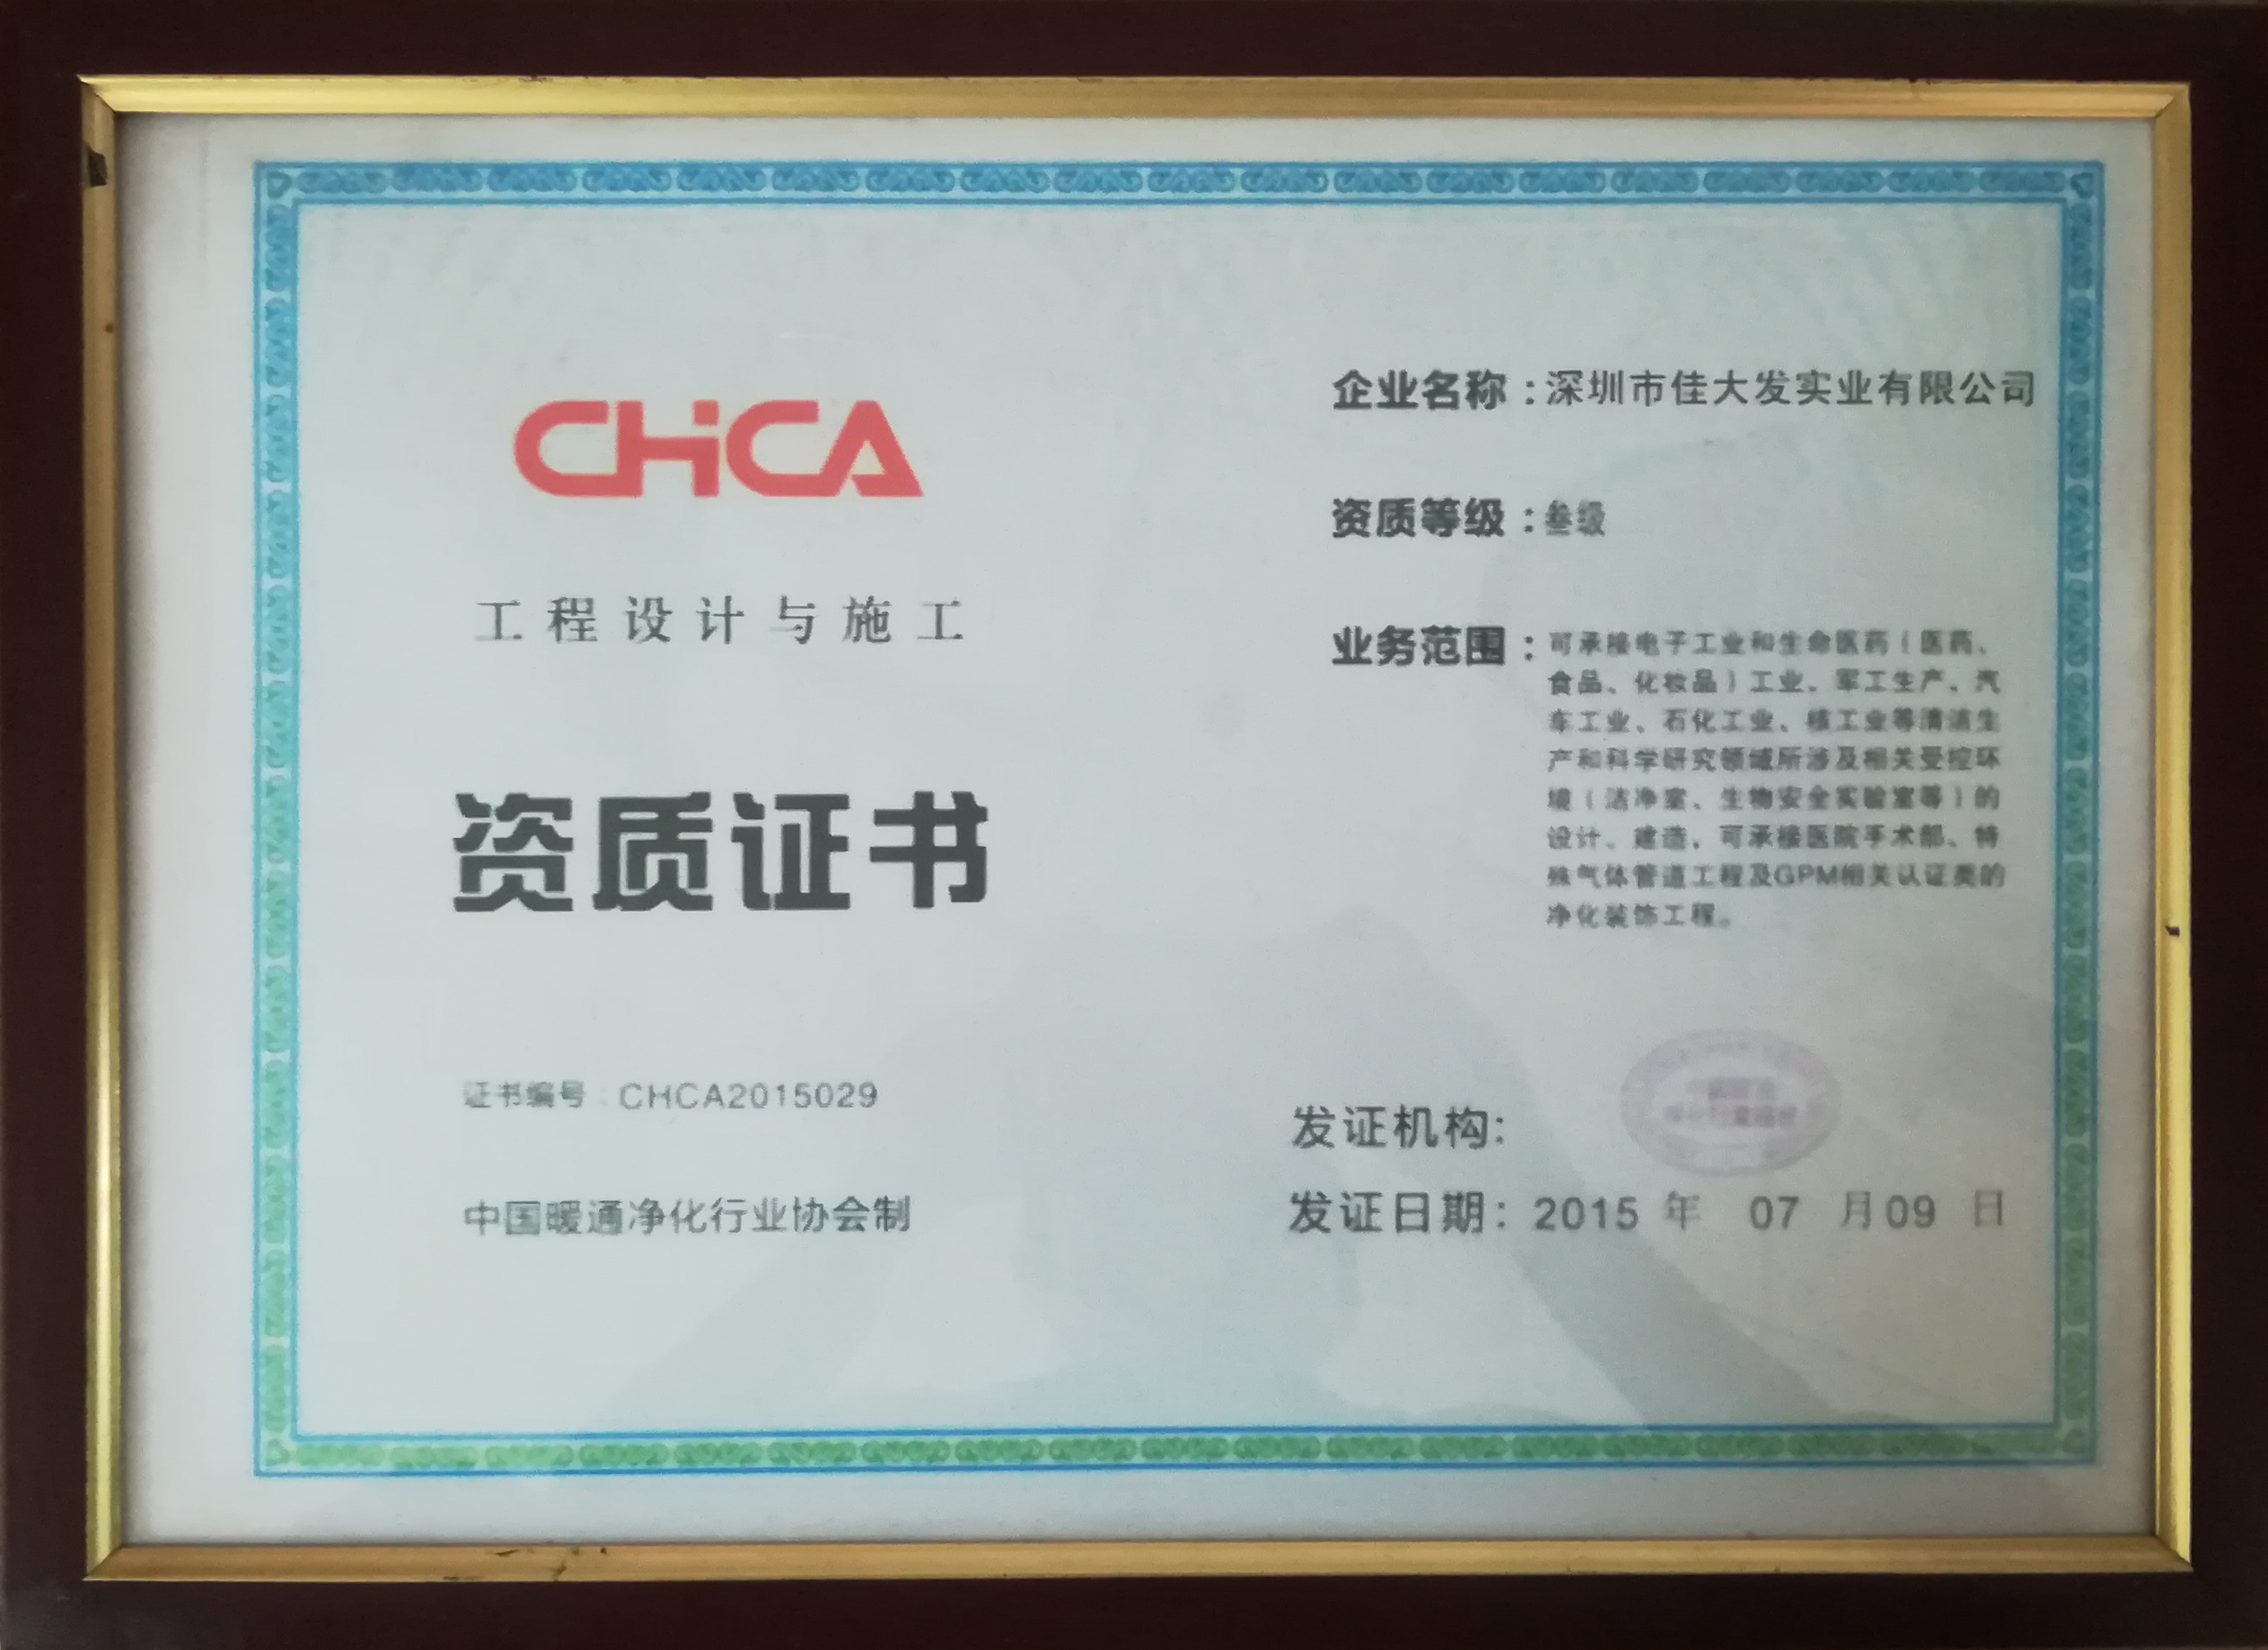 CHCA
工程设计与施工
资质证书
证书编号：CHCA2015029
中国暖通净化行业协会制
企业名称：深圳市佳大发实业有限公司
资质等级：叁级
业务范围：可承接电子工业和生命医药（医药、
食品、化妆品）工业、军工生产、汽
车工业、石化工业、核工业等清洁生
产和科学研究领域所涉及相关受控环
境（洁净室、生物安全实验室等）的
设计、建造，可承接医院手术部、特
殊气体管道工程及GPM相关认证类的
净化装饰工程。
发证机构:
发证日期: 2015 年 07 月 09 日